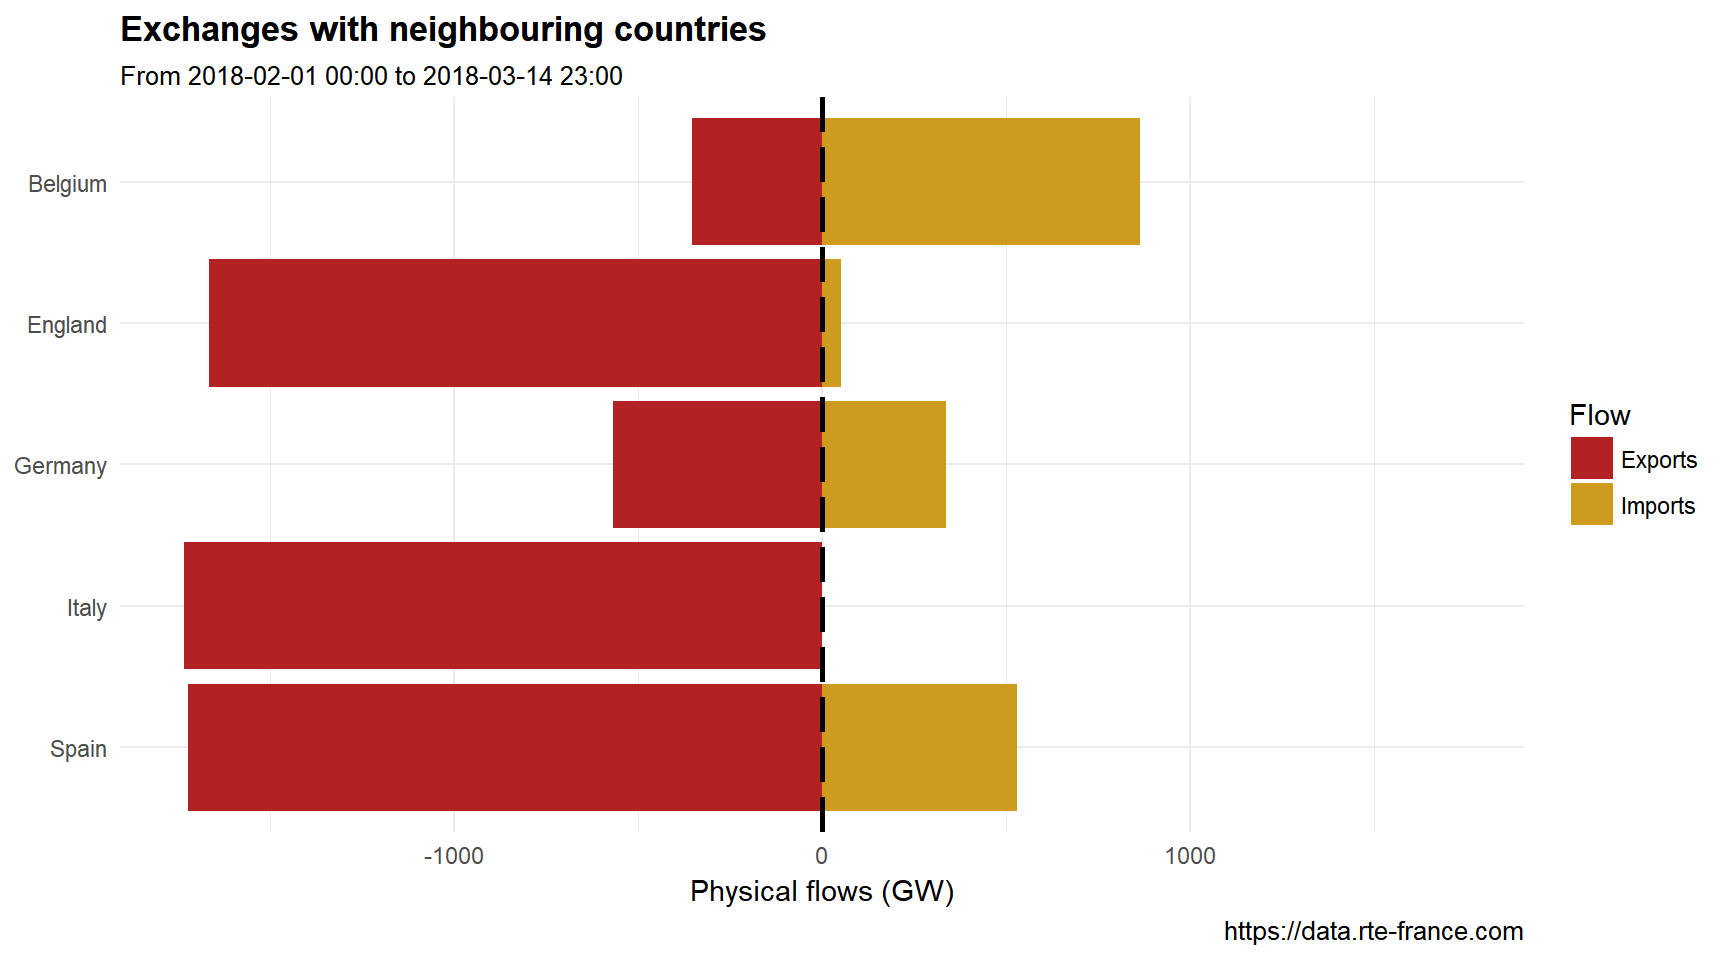 Exchanges with neighbouring countries
From 2018-02-01 00:00 to 2018-03-14 23:00
Belgium
England
Germany
Italy
Spain
-1000 0 1000
Physical flows (GW)
Flow
Exports
Imports
https://data.rte-france.com